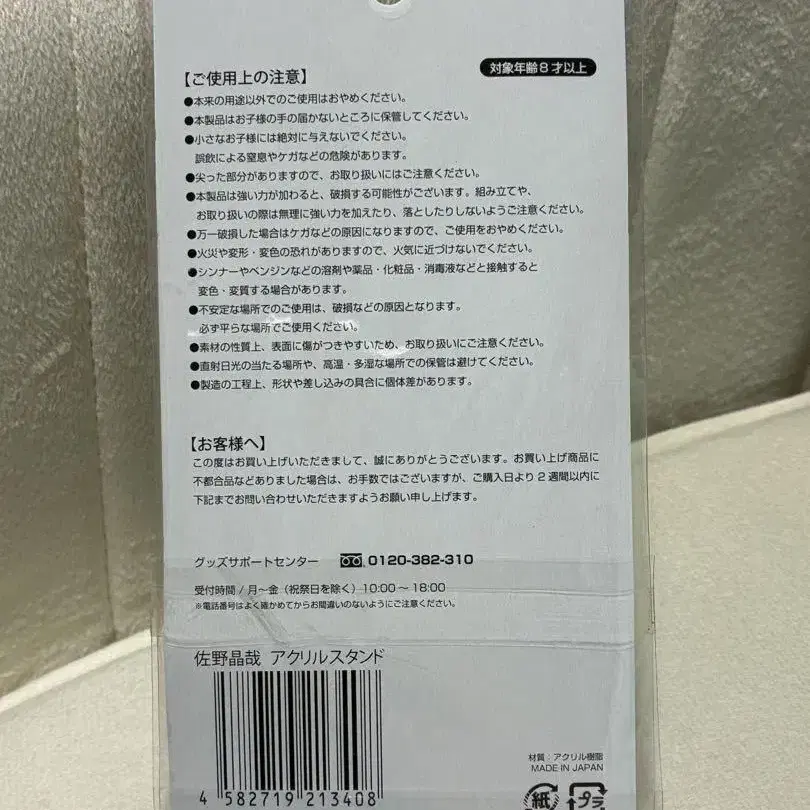 対象年齢8才以上
【ご使用上の注意】
●本来の用途以外でのご使用はおやめください。
●本製品はお子様の手の届かないところに保管してください。
●小さなお子様には絶対に与えないでください。
誤飲による窒息やケガなどの危険があります。
●尖った部分がありますので、お取り扱いにはご注意ください。
●本製品は強い力が加わると、破損する可能性がございます。組み立てや、
お取り扱いの際は無理に強い力を加えたり、落としたりしないようご注意ください。
●万一破損した場合はケガなどの原因になりますので、ご使用をおやめください。
●火災や変形・変色の恐れがありますので、火気に近づけないでください。
●シンナーやベンジンなどの溶剤や薬品・化粧品・消毒液などと接触すると
変色・変質する場合があります。
●不安定な場所でのご使用は、破損などの原因となります。
必ず平らな場所でご使用ください。
●素材の性質上、表面に傷がつきやすいため、お取り扱いにご注意ください。
●直射日光の当たる場所や、高温・多湿な場所での保管は避けてください。
●製造の工程上、形状や差し込みの具合に個体差があります。
【お客様へ】
この度はお買い上げいただきまして、誠にありがとうございます。お買い上げ商品に
不都合品などありました場合は、お手数ではございますが、ご購入日より2週間以内に
下記までお問い合わせいただきますようお願い申し上げます。
グッズサポートセンター 0120-382-310
受付時間/月~金(祝祭日を除く)10:00~18:00
※電話番号はよく確かめてからお間違いのないようにご注意ください。
佐野晶哉 アクリルスタンド
材質:アクリル樹脂
MADE IN JAPAN
4 582719 213408
紙 プラ